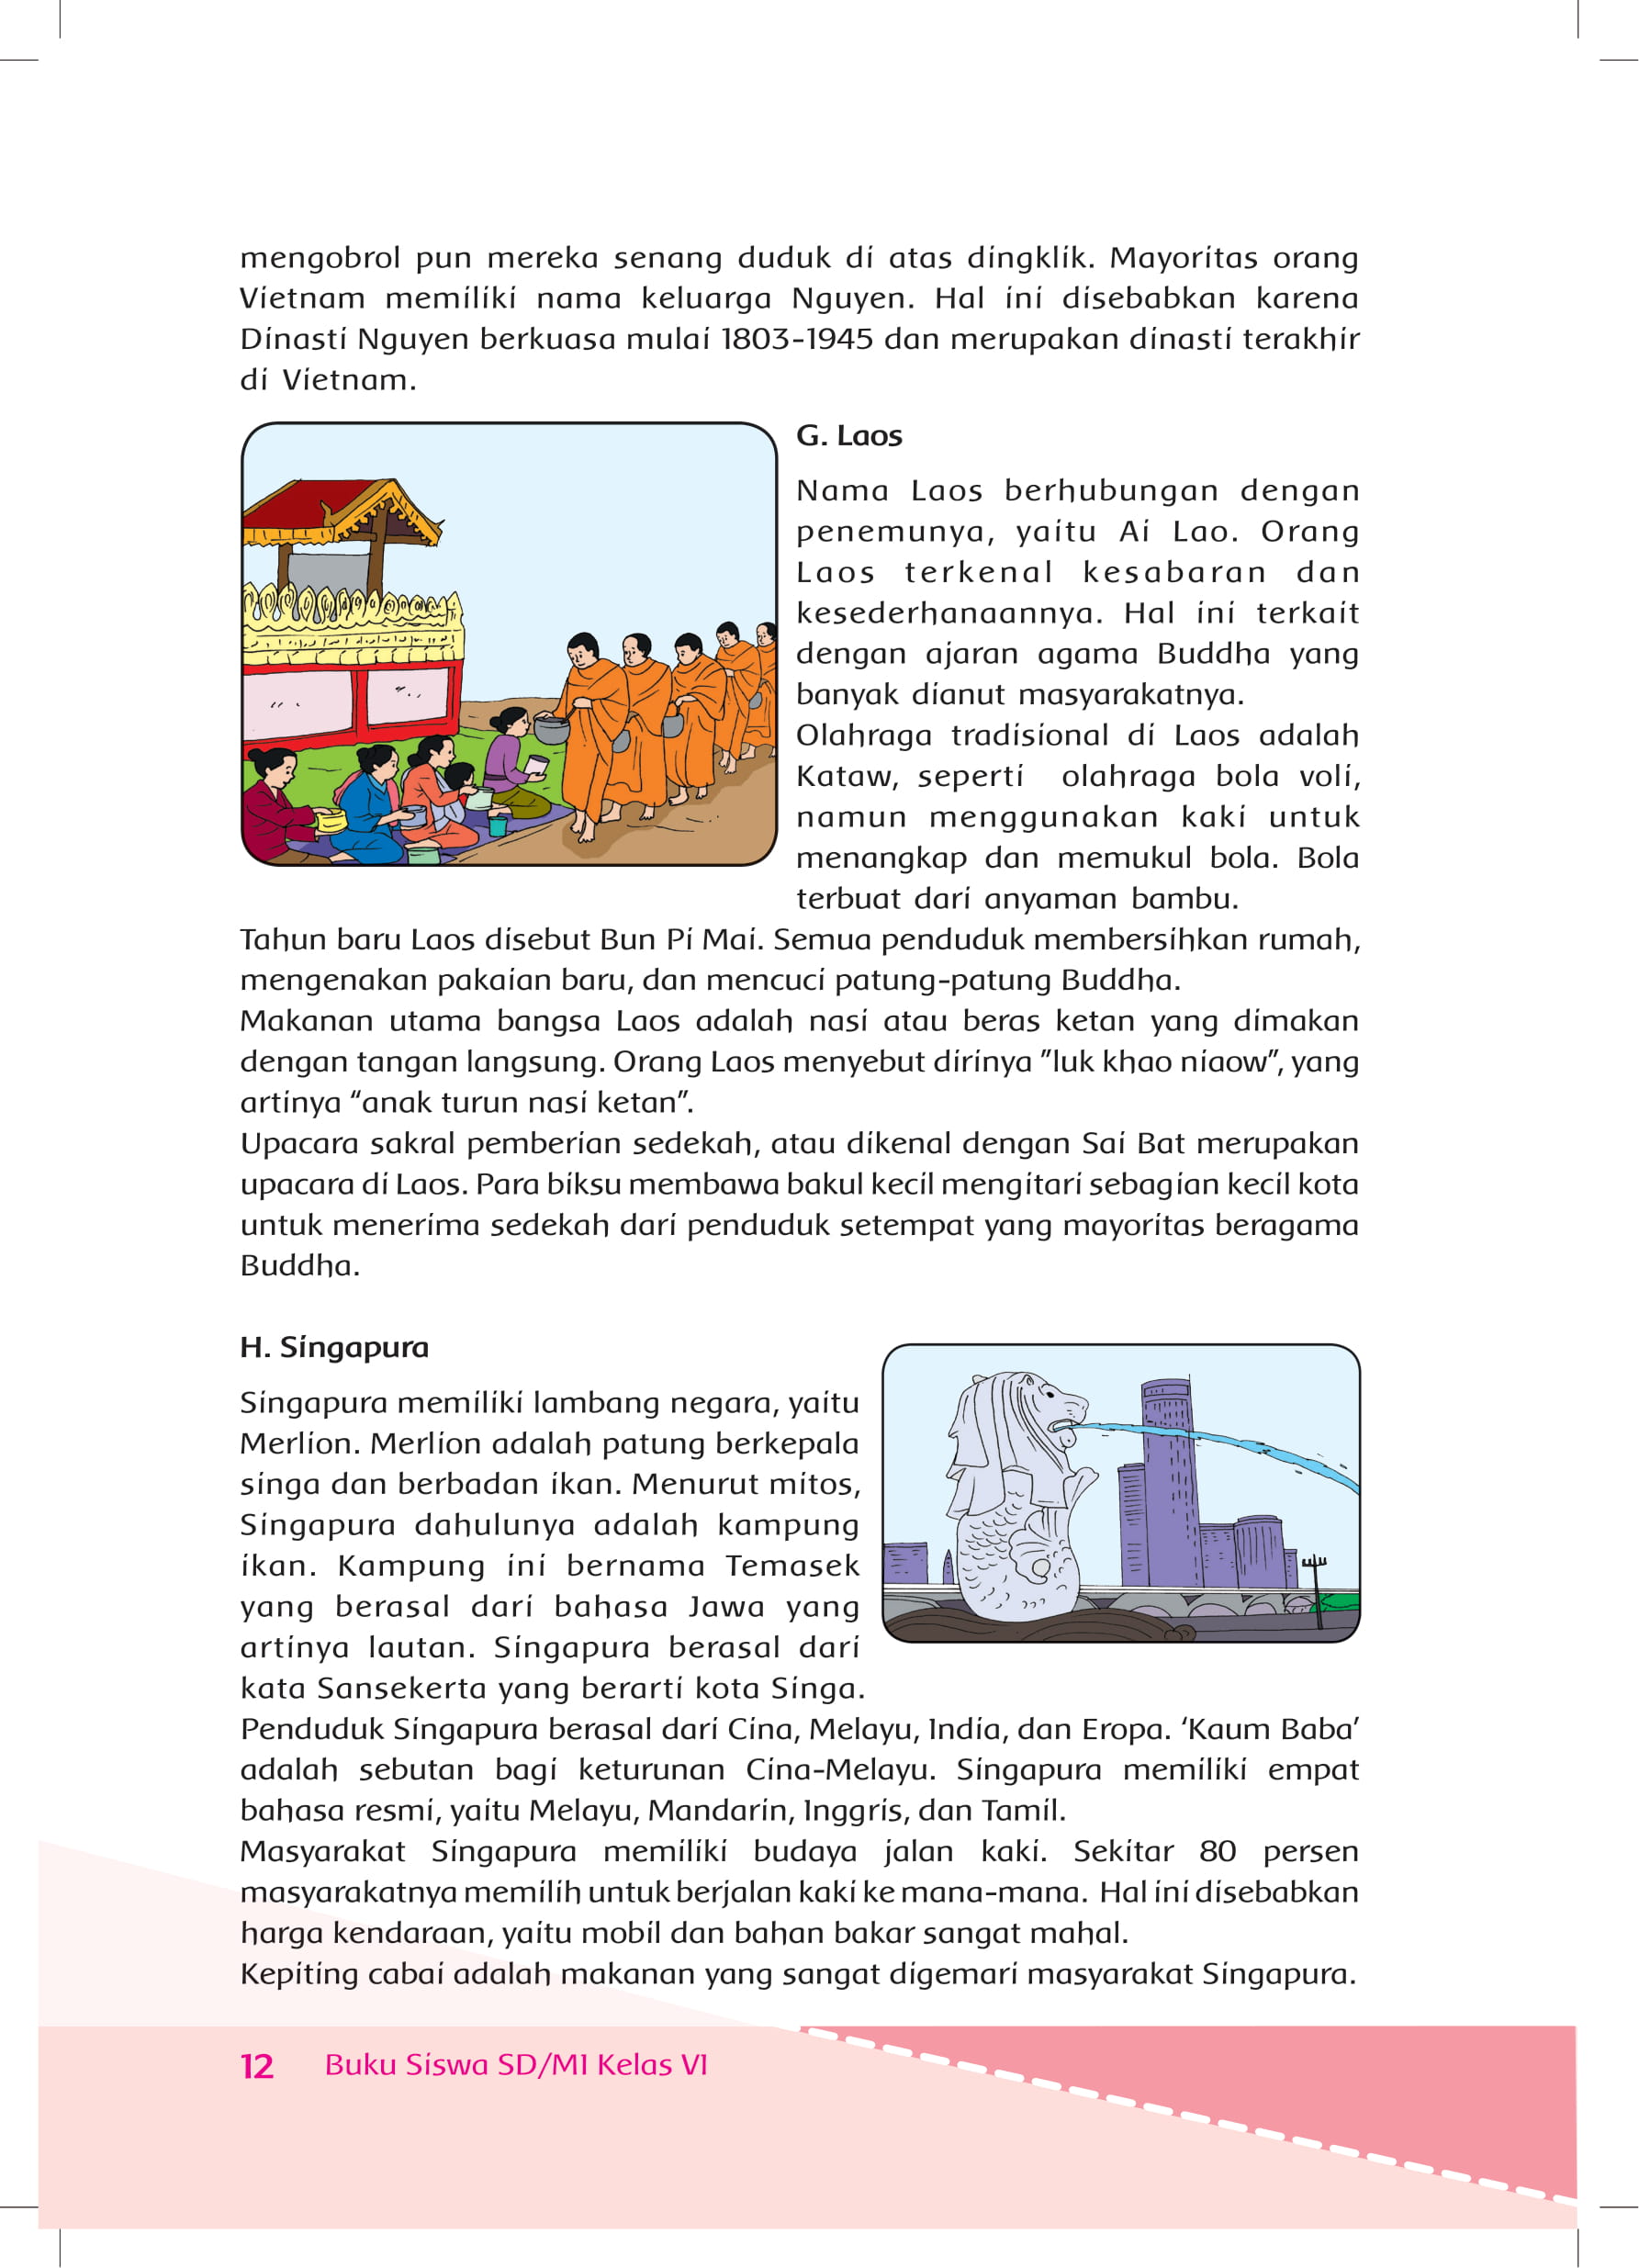 mengobrol pun mereka senang duduk di atas dingklik. Mayoritas orang
Vietnam memiliki nama keluarga Nguyen. Hal ini disebabkan karena
Dinasti Nguyen berkuasa mulai 1803-1945 dan merupakan dinasti terakhir
di Vietnam.
G. Laos
Nama Laos berhubungan dengan
penemunya, yaitu Ai Lao. Orang
Laos terkenal kesabaran dan
kesederhanaannya. Hal ini terkait
dengan ajaran agama Buddha yang
banyak dianut masyarakatnya.
Olahraga tradisional di Laos adalah
Kataw, seperti olahraga bola voli,
namun menggunakan kaki untuk
menangkap dan memukul bola. Bola
terbuat dari anyaman bambu.
Tahun baru Laos disebut Bun Pi Mai. Semua penduduk membersihkan rumah,
mengenakan pakaian baru, dan mencuci patung-patung Buddha.
Makanan utama bangsa Laos adalah nasi atau beras ketan yang dimakan
dengan tangan langsung. Orang Laos menyebut dirinya ”luk khao niaow”, yang
artinya “anak turun nasi ketan”.
Upacara sakral pemberian sedekah, atau dikenal dengan Sai Bat merupakan
upacara di Laos. Para biksu membawa bakul kecil mengitari sebagian kecil kota
untuk menerima sedekah dari penduduk setempat yang mayoritas beragama
Buddha.
H. Singapura
Singapura memiliki lambang negara, yaitu
Merlion. Merlion adalah patung berkepala
singa dan berbadan ikan. Menurut mitos,
Singapura dahulunya adalah kampung
ikan. Kampung ini bernama Temasek
yang berasal dari bahasa Jawa yang
artinya lautan. Singapura berasal dari
kata Sansekerta yang berarti kota Singa.
Penduduk Singapura berasal dari Cina, Melayu, India, dan Eropa. ‘Kaum Baba’
adalah sebutan bagi keturunan Cina-Melayu. Singapura memiliki empat
bahasa resmi, yaitu Melayu, Mandarin, Inggris, dan Tamil.
Masyarakat Singapura memiliki budaya jalan kaki. Sekitar 80 persen
masyarakatnya memilih untuk berjalan kaki ke mana-mana. Hal ini disebabkan
harga kendaraan, yaitu mobil dan bahan bakar sangat mahal.
Kepiting cabai adalah makanan yang sangat digemari masyarakat Singapura.
12 Buku Siswa SD/MI Kelas VI